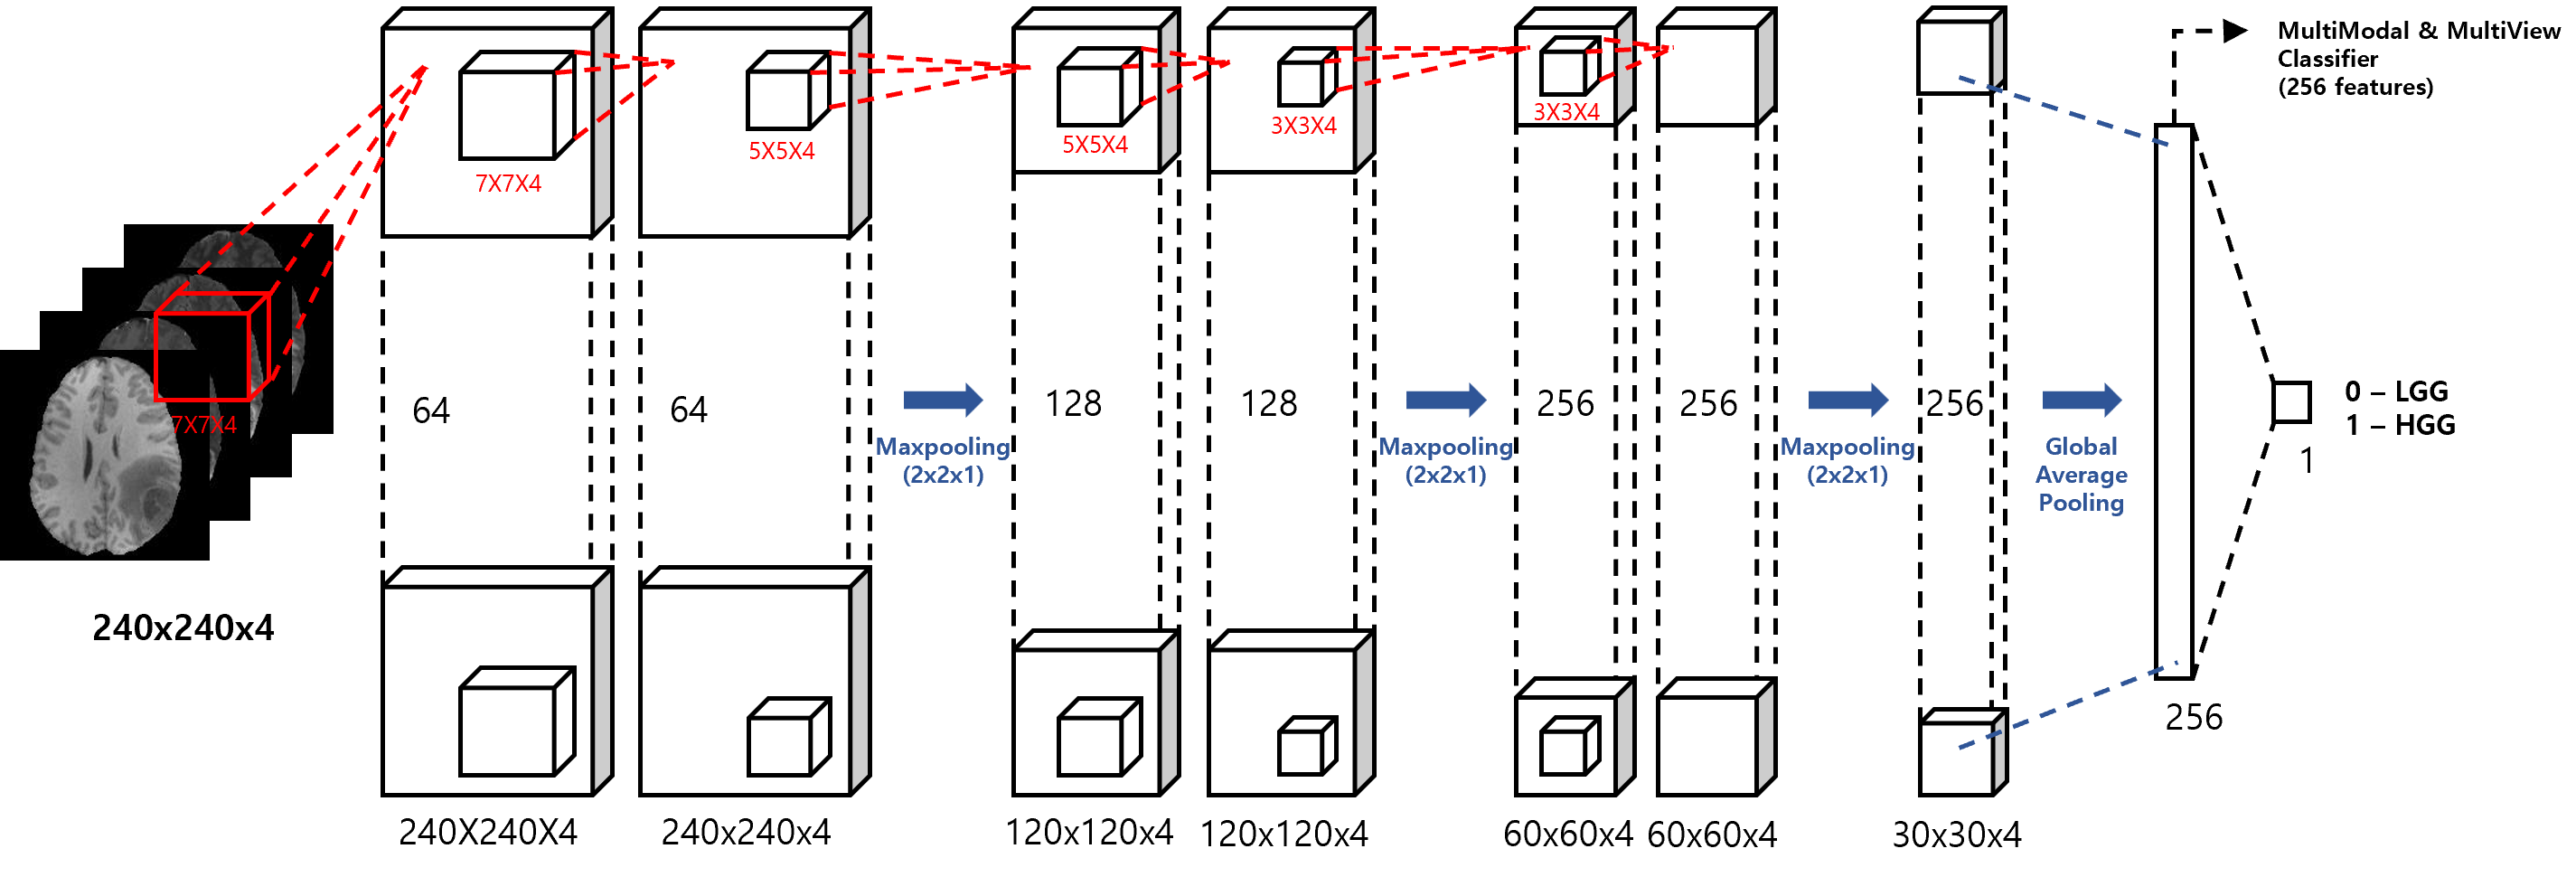 MultiModal & MultiView
Classifier
(256 features)
7X7X4
5X5X4
5X5X4
3X3X4
3X3X4
7X7X4
64
64
128
128
256
256
256
Maxpooling
(2x2x1)
Maxpooling
(2x2x1)
Maxpooling
(2x2x1)
Global
Average
Pooling
0 – LGG
1 – HGG
1
240x240x4
256
240X240X4
240x240x4
120x120x4
120x120x4
60x60x4
60x60x4
30x30x4